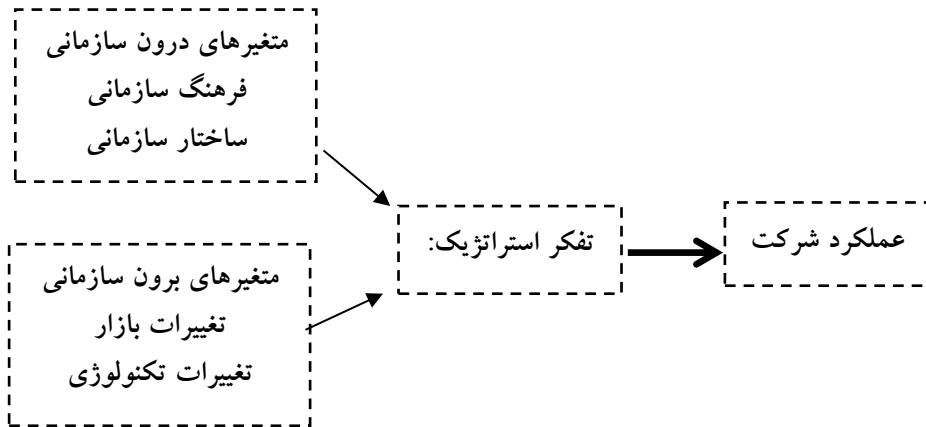 متغیرهای درون سازمانی
فرهنگ سازمانی
ساختار سازمانی
تفکر استراتژیک:
عملکرد شرکت
متغیرهای برون سازمانی
تغییرات بازار
تغییرات تکنولوژی